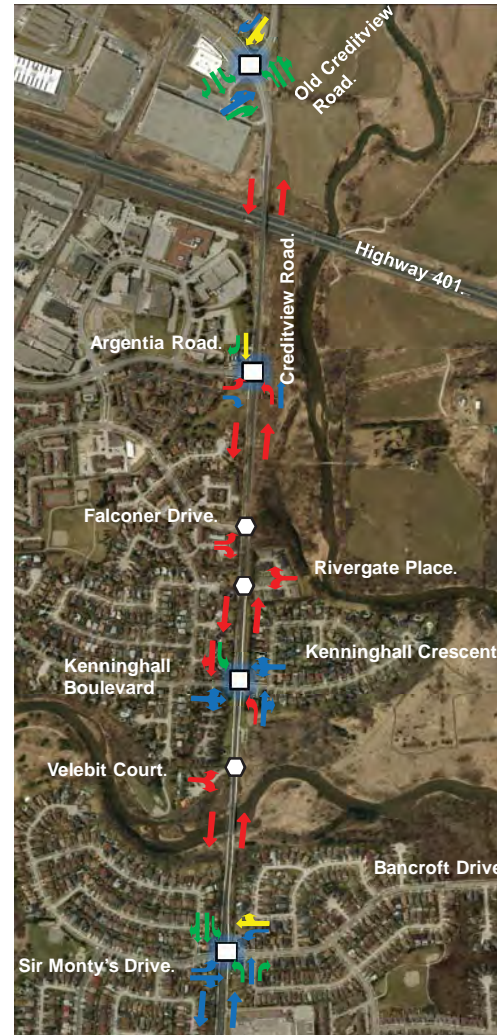 Old Creditview
Road.
Highway 401.
Creditview Road.
Argentia Road.
Falconer Drive.
Rivergate Place.
Kenninghall Crescent
Kenninghall
Boulevard
Velebit Court.
Bancroft Drive
Sir Monty's Drive.